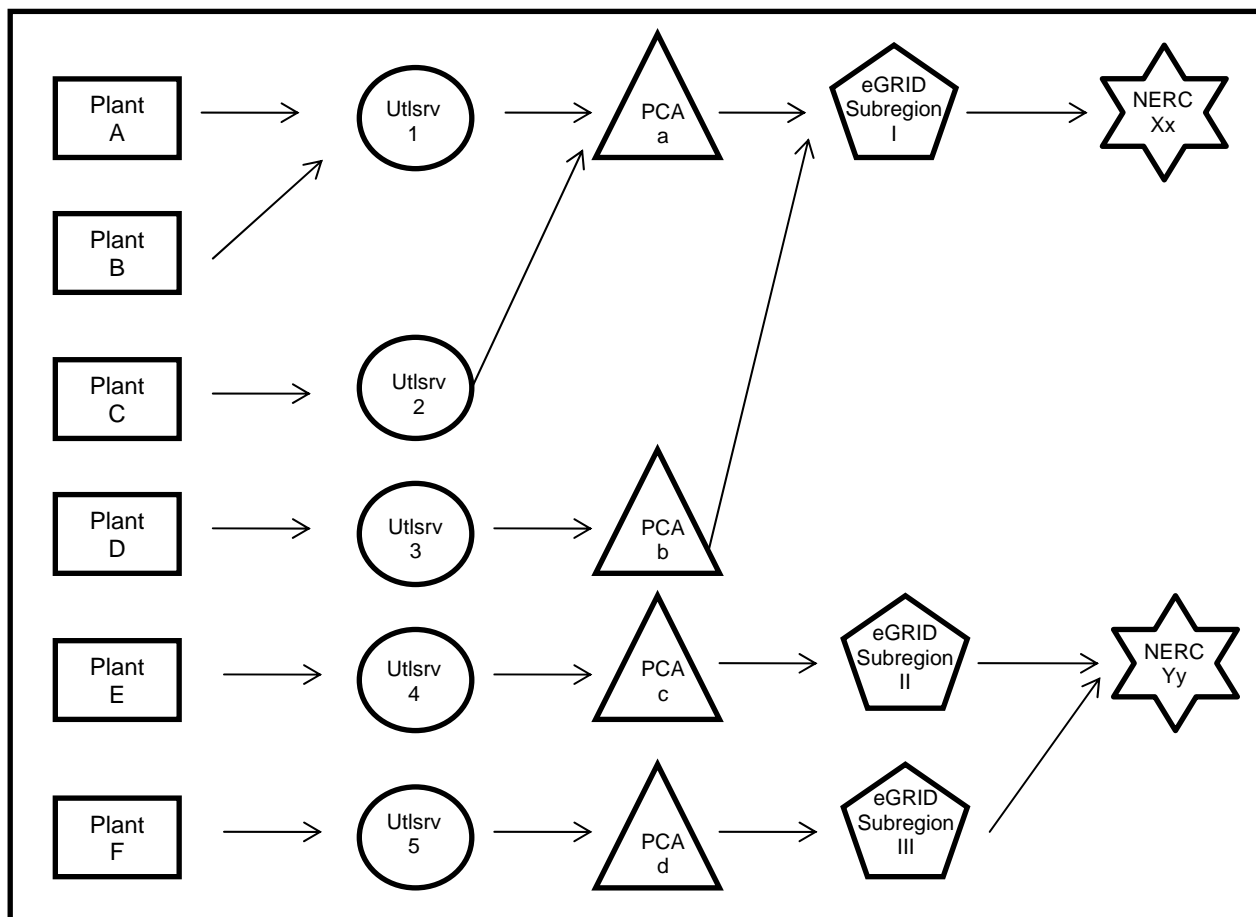 Plant
A
Utlsrv
1
PCA
a
eGRID
Subregion
I
NERC
Xx
Plant
B
Plant
C
Utlsrv
2
Plant
D
Utlsrv
3
PCA
b
Plant
E
Utlsrv
4
PCA
c
eGRID
Subregion
II
NERC
Yy
Plant
F
Utlsrv
5
PCA
d
eGRID
Subregion
III